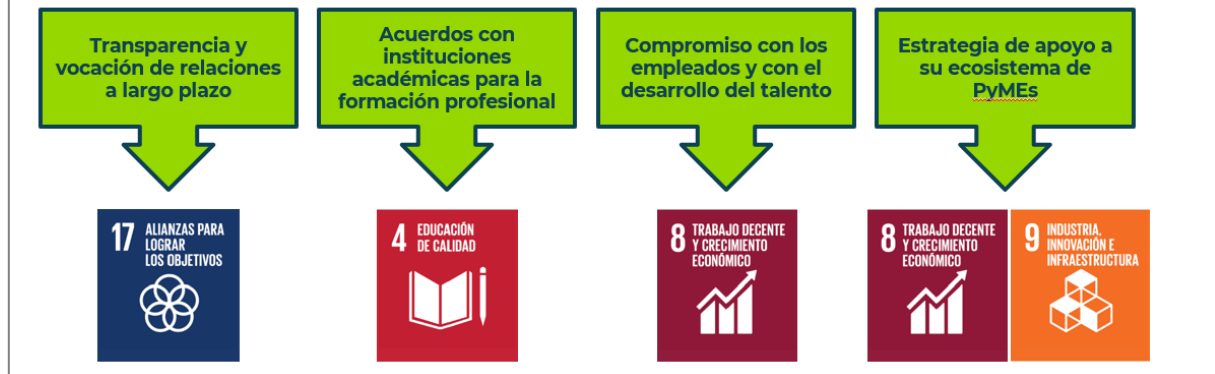 Transparencia y
vocación de relaciones
a largo plazo
Acuerdos con
instituciones
académicas para la
formación profesional
Compromiso con los
empleados y con el
desarrollo del talento
Estrategia de apoyo a
su ecosistema de
PyMEs
17 ALIANZAS PARA
LOGRAR
LOS OBJETIVOS
4 EDUCACIÓN
DE CALIDAD
8 TRABAJO DECENTE
Y CRECIMIENTO
ECONÓMICO
8 TRABAJO DECENTE
Y CRECIMIENTO
ECONÓMICO
9 INDUSTRIA,
INNOVACIÓN E
INFRAESTRUCTURA